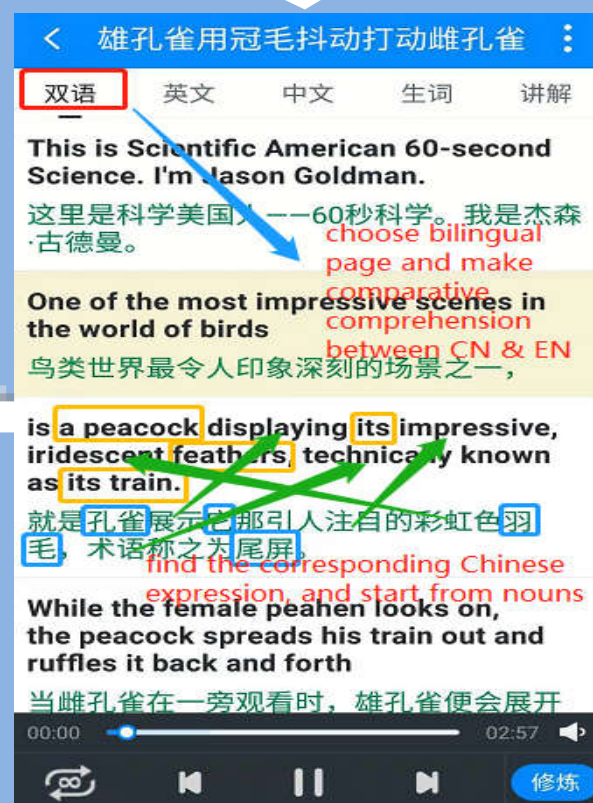 雄孔雀用冠毛抖动打动雌孔雀
双语 英文 中文 生词 讲解
This is Scientific American 60-second
Science. I'm Jason Goldman.
这里是科学美国人——60秒科学。我是杰森
·古德曼。
choose bilingual
page and make
comparative
comprehension
between CN & EN
One of the most impressive scenes in
the world of birds
鸟类世界最令人印象深刻的场景之一，
is a peacock displaying its impressive,
iridescent feathers, technically known
as its train.
就是孔雀展示它那引人注目的彩虹色羽
毛，术语称之为尾屏。
find the corresponding Chinese
expression, and start from nouns
While the female peahen looks on,
the peacock spreads his train out and
ruffles it back and forth
当雌孔雀在一旁观看时，雄孔雀便会展开
00:00 02:57
修炼